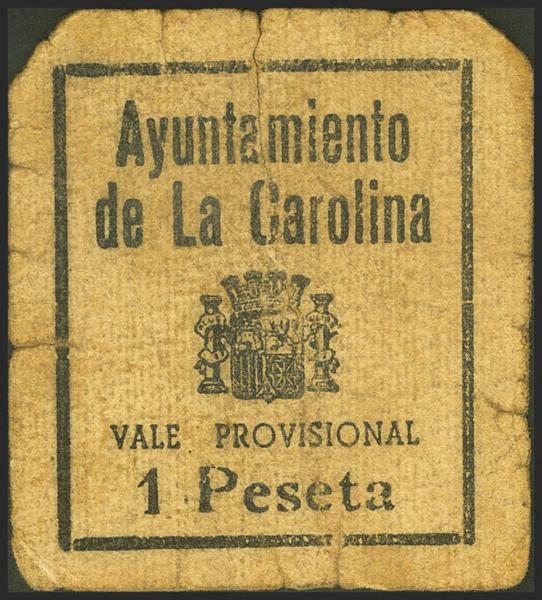 Ayuntamiento
de La Carolina
VALE PROVISIONAL
1 Peseta